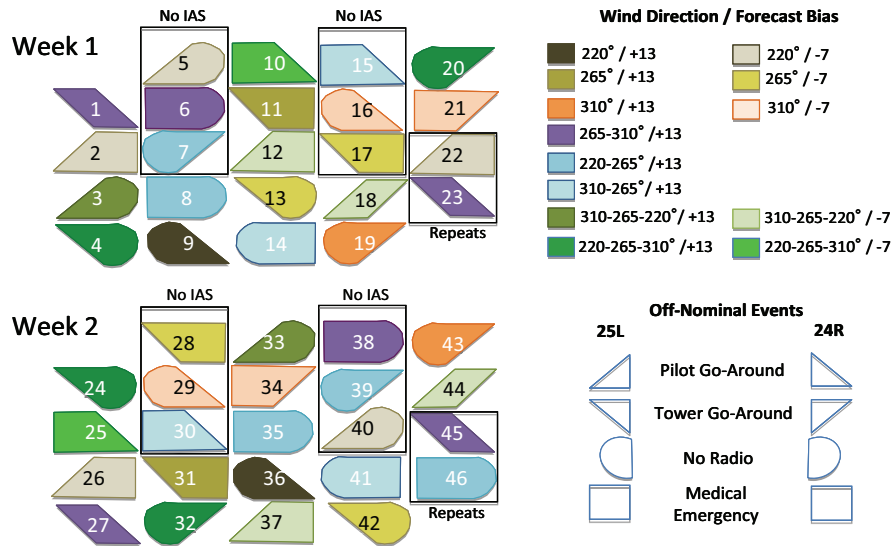 No IAS
No IAS
Week 1
1
2
3
4
5
6
7
8
9
10
11
12
13
14
15
16
17
18
19
20
21
22
23
Repeats
No IAS
No IAS
Week 2
24
25
26
27
28
29
30
31
32
33
34
35
36
37
38
39
40
41
42
43
44
45
46
Repeats
Wind Direction / Forecast Bias
220° / +13
265° / +13
310° / +13
265-310° /+13
220-265°/+13
310-265°/+13
310-265-220°/+13
220-265-310°/+13
220° / -7
265° / -7
310° / -7
310-265-220°/ -7
220-265-310°/ -7
Off-Nominal Events
25L
24R
Pilot Go-Around
Tower Go-Around
No Radio
Medical
Emergency